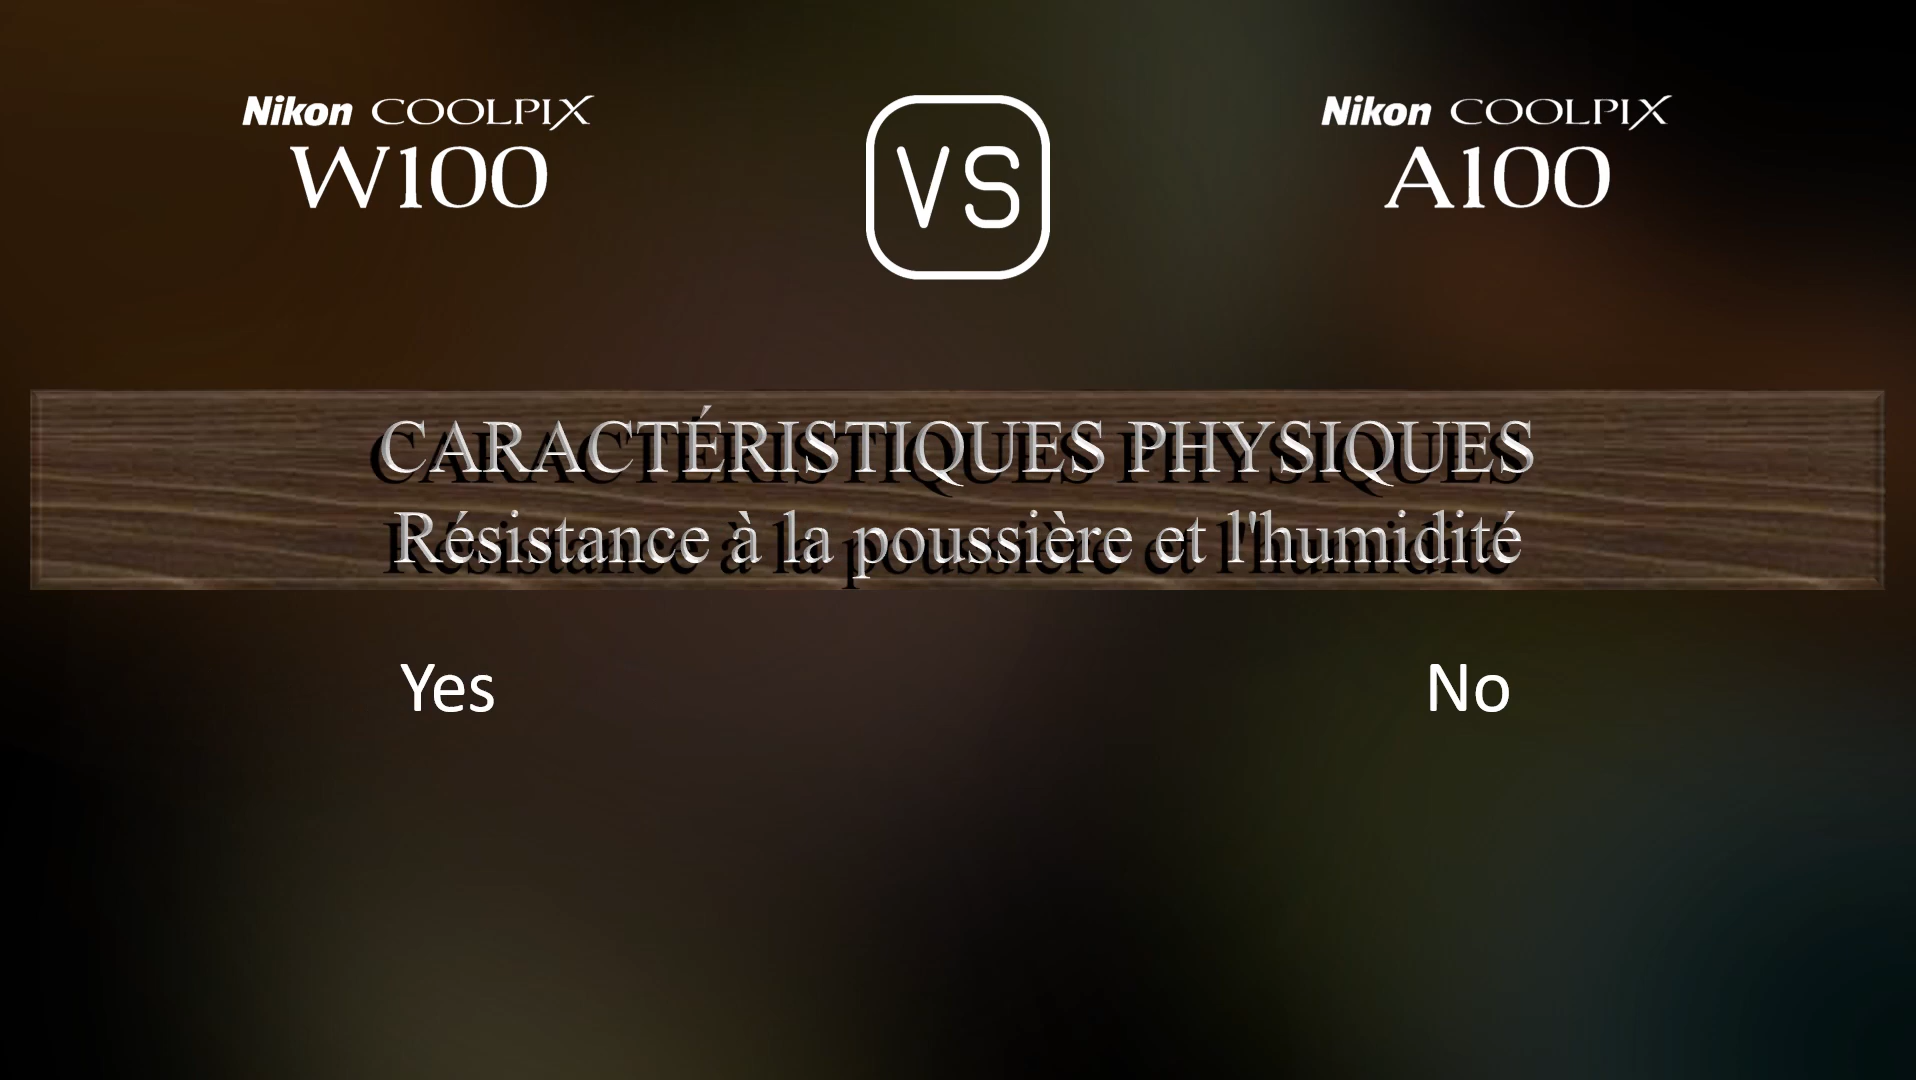 Nikon COOLPIX
W100
VS
Nikon COOLPIX
A100
CARACTÉRISTIQUES PHYSIQUES
Résistance à la poussière et l'humidité
Yes
No